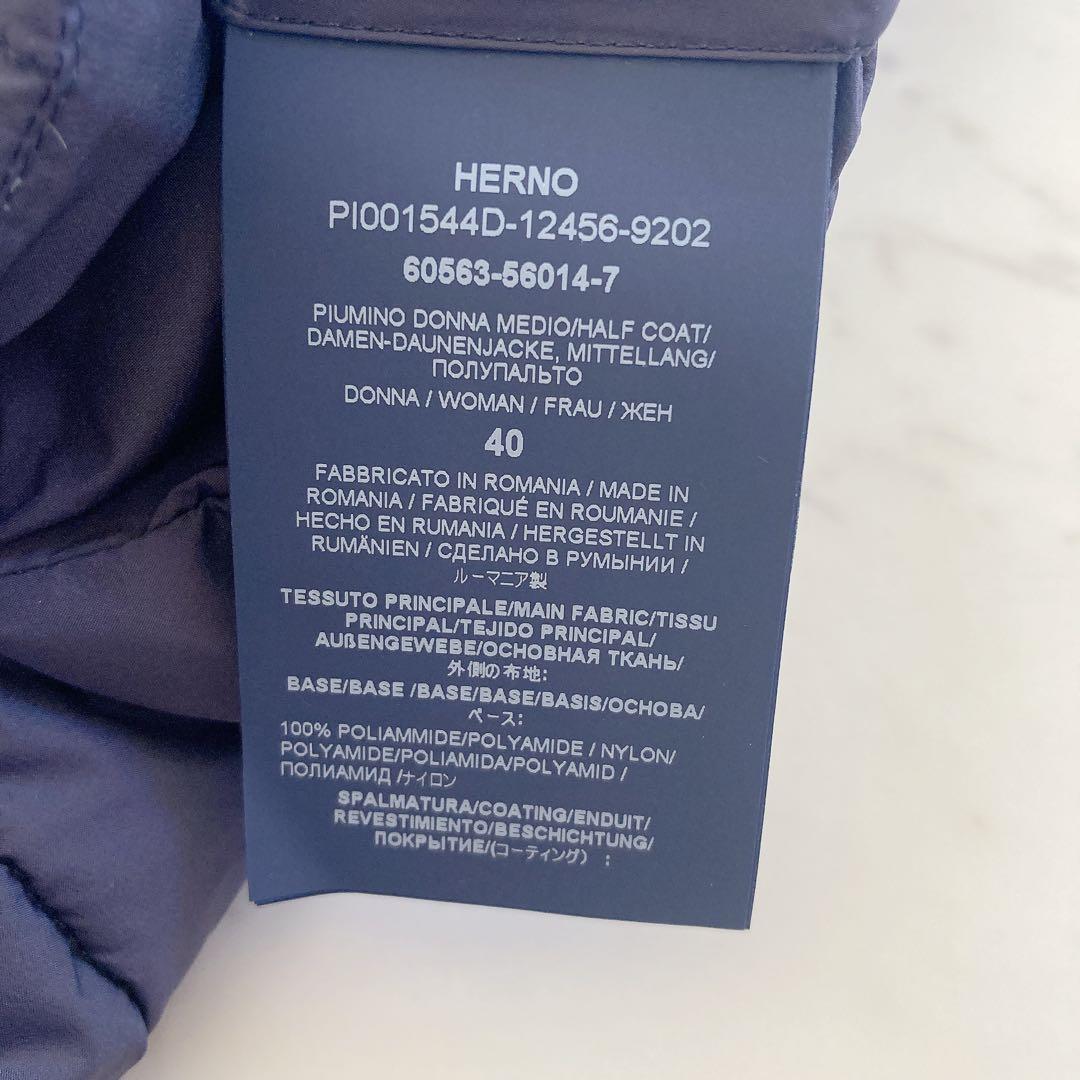 HERNO
PI001544D-12456-9202
60563-56014-7
PIUMINO DONNA MEDIO/HALF COAT/
DAMEN-DAUNENJACKE, MITTELLANG/
ПОЛУПАЛЬТО
DONNA / WOMAN / FRAU / ЖЕН
40
FABBRICATO IN ROMANIA / MADE IN
ROMANIA / FABRIQUÉ EN ROUMANIE /
HECHO EN RUMANIA / HERGESTELLT IN
RUMÄNIEN / СДЕЛАНО В РУМЫНИИ /
ルーマニア製
TESSUTO PRINCIPALE/MAIN FABRIC/TISSU
PRINCIPAL/TEJIDO PRINCIPAL/
AUßENGEWEBE/ОСНОВНАЯ ТКАНЬ/
外側の布地:
BASE/BASE /BASE/BASE/BASIS/ОСНОВА/
ベース:
100% POLIAMMIDE/POLYAMIDE / NYLON/
POLYAMIDE/POLIAMIDA/POLYAMID /
ПОЛИАМИД /ナイロン
SPALMATURA/COATING/ENDUIT/
REVESTIMIENTO/BESCHICHTUNG/
ПОКРЫТИЕ/(コーティング） :